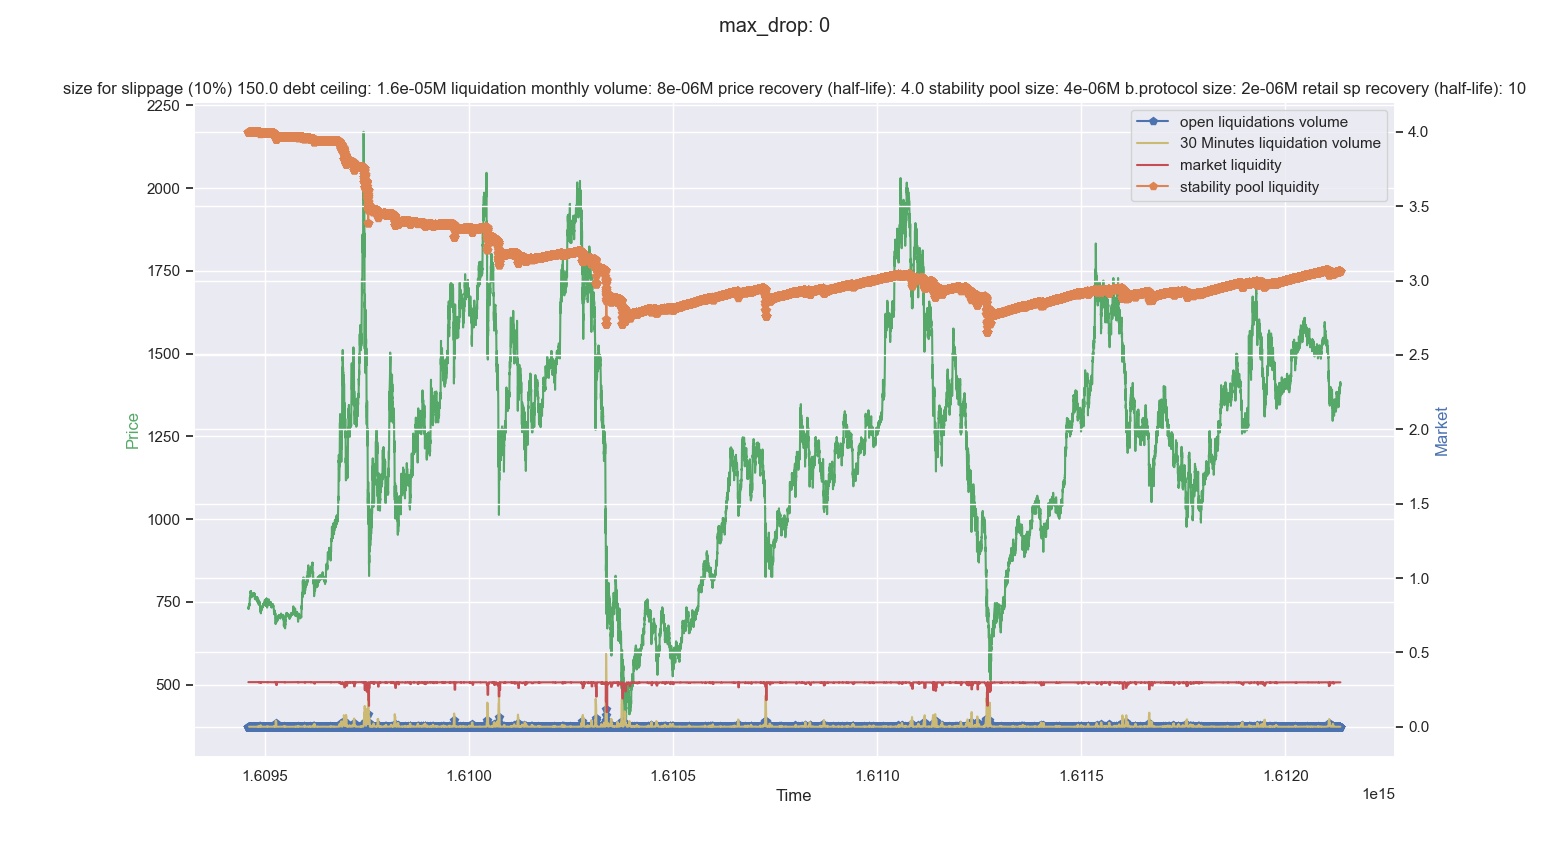 max_drop: 0
size for slippage (10%) 150.0 debt ceiling: 1.6e-05M liquidation monthly volume: 8e-06M price recovery (half-life): 4.0 stability pool size: 4e-06M b.protocol size: 2e-06M retail sp recovery (half-life): 10
open liquidations volume
30 Minutes liquidation volume
market liquidity
stability pool liquidity
2250
2000
1750
1500
1250
1000
750
500
Price
4.0
3.5
3.0
2.5
2.0
1.5
1.0
0.5
0.0
Market
1.6095 1.6100 1.6105 1.6110 1.6115 1.6120
Time
1e15